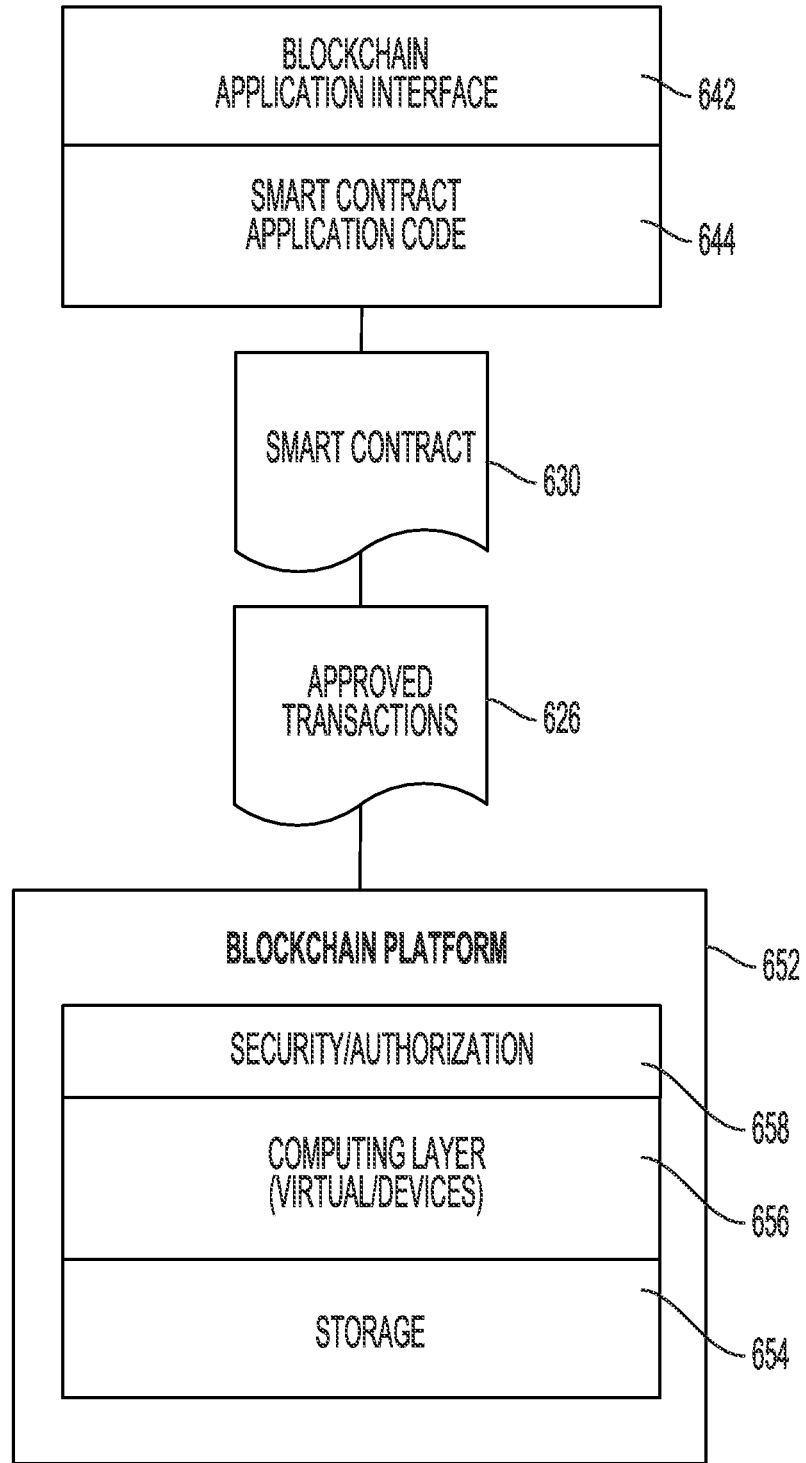 BLOCKCHAIN
APPLICATION INTERFACE
642
SMART CONTRACT
APPLICATION CODE
644
SMART CONTRACT
630
APPROVED
TRANSACTIONS
626
BLOCKCHAIN PLATFORM
652
SECURITY/AUTHORIZATION
658
COMPUTING LAYER
(VIRTUAL/DEVICES)
656
STORAGE
654